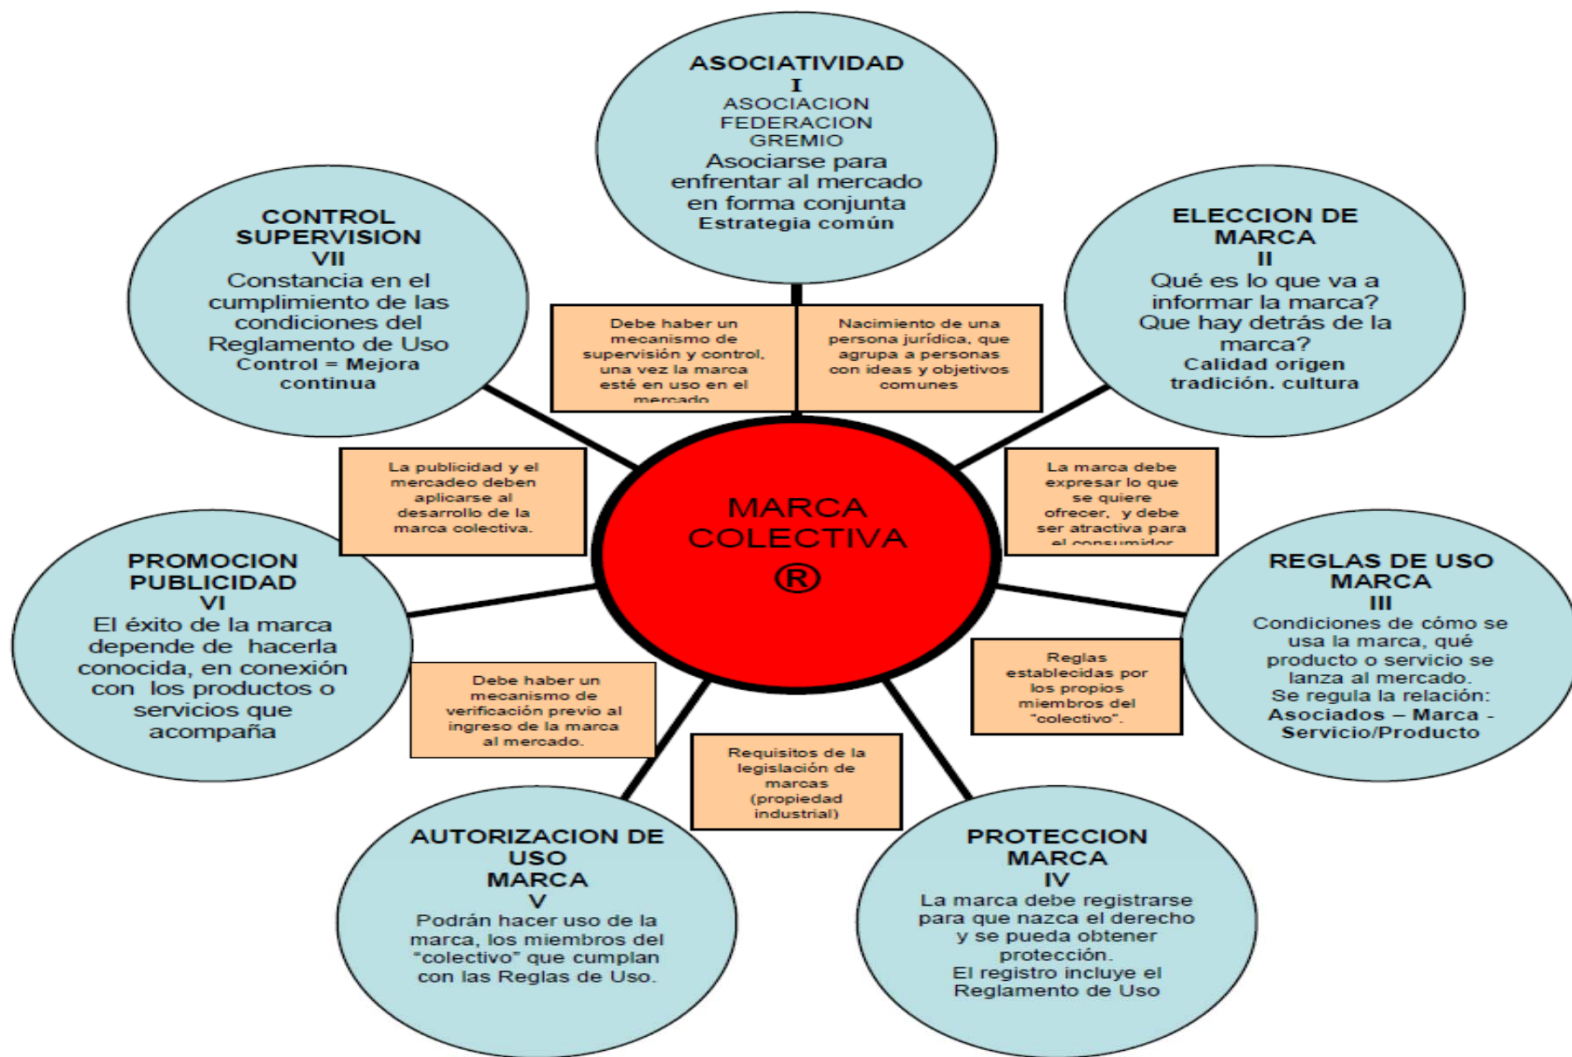 ASOCIATIVIDAD
I
ASOCIACION
FEDERACION
GREMIO
Asociarse para
enfrentar al mercado
en forma conjunta
Estrategia común
ELECCION DE
MARCA
II
Qué es lo que va a
informar la marca?
Que hay detrás de la
marca?
Calidad origen
tradición. cultura
REGLAS DE USO
MARCA
III
Condiciones de cómo se
usa la marca, qué
producto o servicio se
lanza al mercado.
Se regula la relación:
Asociados – Marca -
Servicio/Producto
PROTECCION
MARCA
IV
La marca debe registrarse
para que nazca el derecho
y se pueda obtener
protección.
El registro incluye el
Reglamento de Uso
AUTORIZACION DE
USO
MARCA
V
Podrán hacer uso de la
marca, los miembros del
“colectivo” que cumplan
con las Reglas de Uso.
PROMOCION
PUBLICIDAD
VI
El éxito de la marca
depende de hacerla
conocida, en conexión
con los productos o
servicios que
acompaña
CONTROL
SUPERVISION
VII
Constancia en el
cumplimiento de las
condiciones del
Reglamento de Uso
Control = Mejora
continua
Debe haber un
mecanismo de
supervisión y control,
una vez la marca
esté en uso en el
mercado
Nacimiento de una
persona jurídica, que
agrupa a personas
con ideas y objetivos
comunes
La marca debe
expresar lo que
se quiere
ofrecer, y debe
ser atractiva para
el consumidor
Reglas
establecidas por
los propios
miembros del
“colectivo”.
Requisitos de la
legislación de
marcas
(propiedad
industrial)
Debe haber un
mecanismo de
verificación previo al
ingreso de la marca
al mercado.
La publicidad y el
mercadeo deben
aplicarse al
desarrollo de la
marca colectiva.
MARCA
COLECTIVA
®